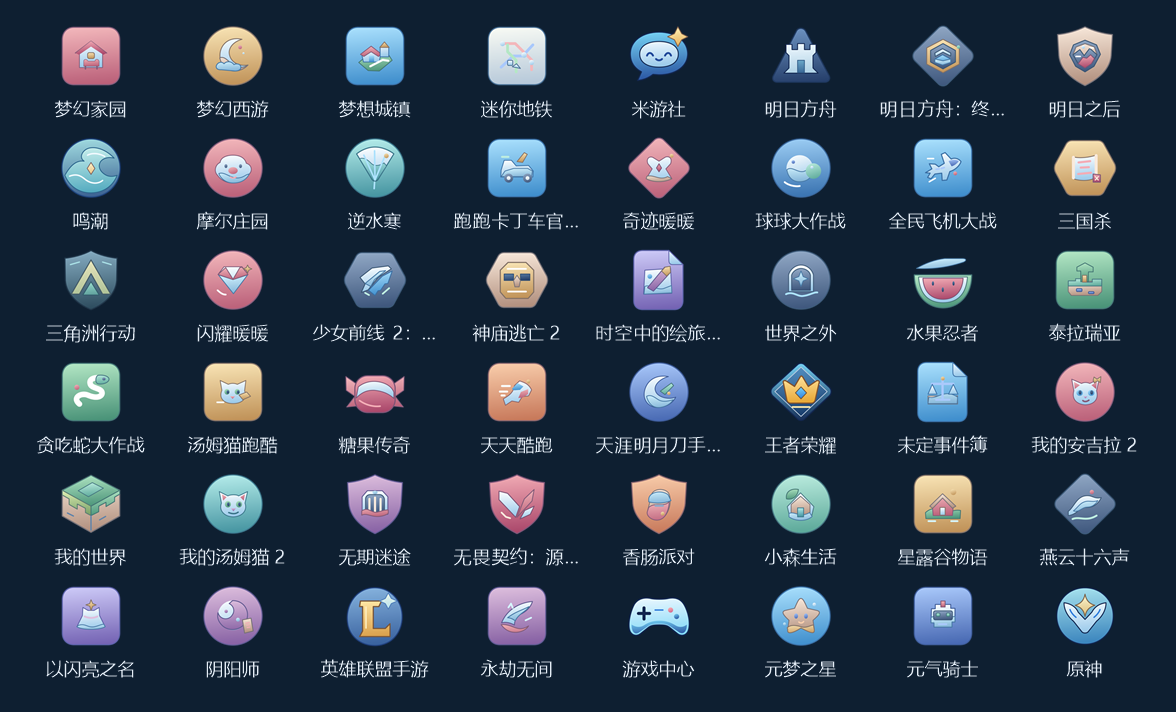 梦幻家园
梦幻西游
梦想城镇
迷你地铁
米游社
明日方舟
明日方舟：终...
明日之后
鸣潮
摩尔庄园
逆水寒
跑跑卡丁车官...
奇迹暖暖
球球大作战
全民飞机大战
三国杀
三角洲行动
闪耀暖暖
少女前线 2：...
神庙逃亡 2
时空中的绘旅...
世界之外
水果忍者
泰拉瑞亚
贪吃蛇大作战
汤姆猫跑酷
糖果传奇
天天酷跑
天涯明月刀手...
王者荣耀
未定事件簿
我的安吉拉 2
我的世界
我的汤姆猫 2
无期迷途
无畏契约：源...
香肠派对
小森生活
星露谷物语
燕云十六声
以闪亮之名
阴阳师
英雄联盟手游
永劫无间
游戏中心
元梦之星
元气骑士
原神